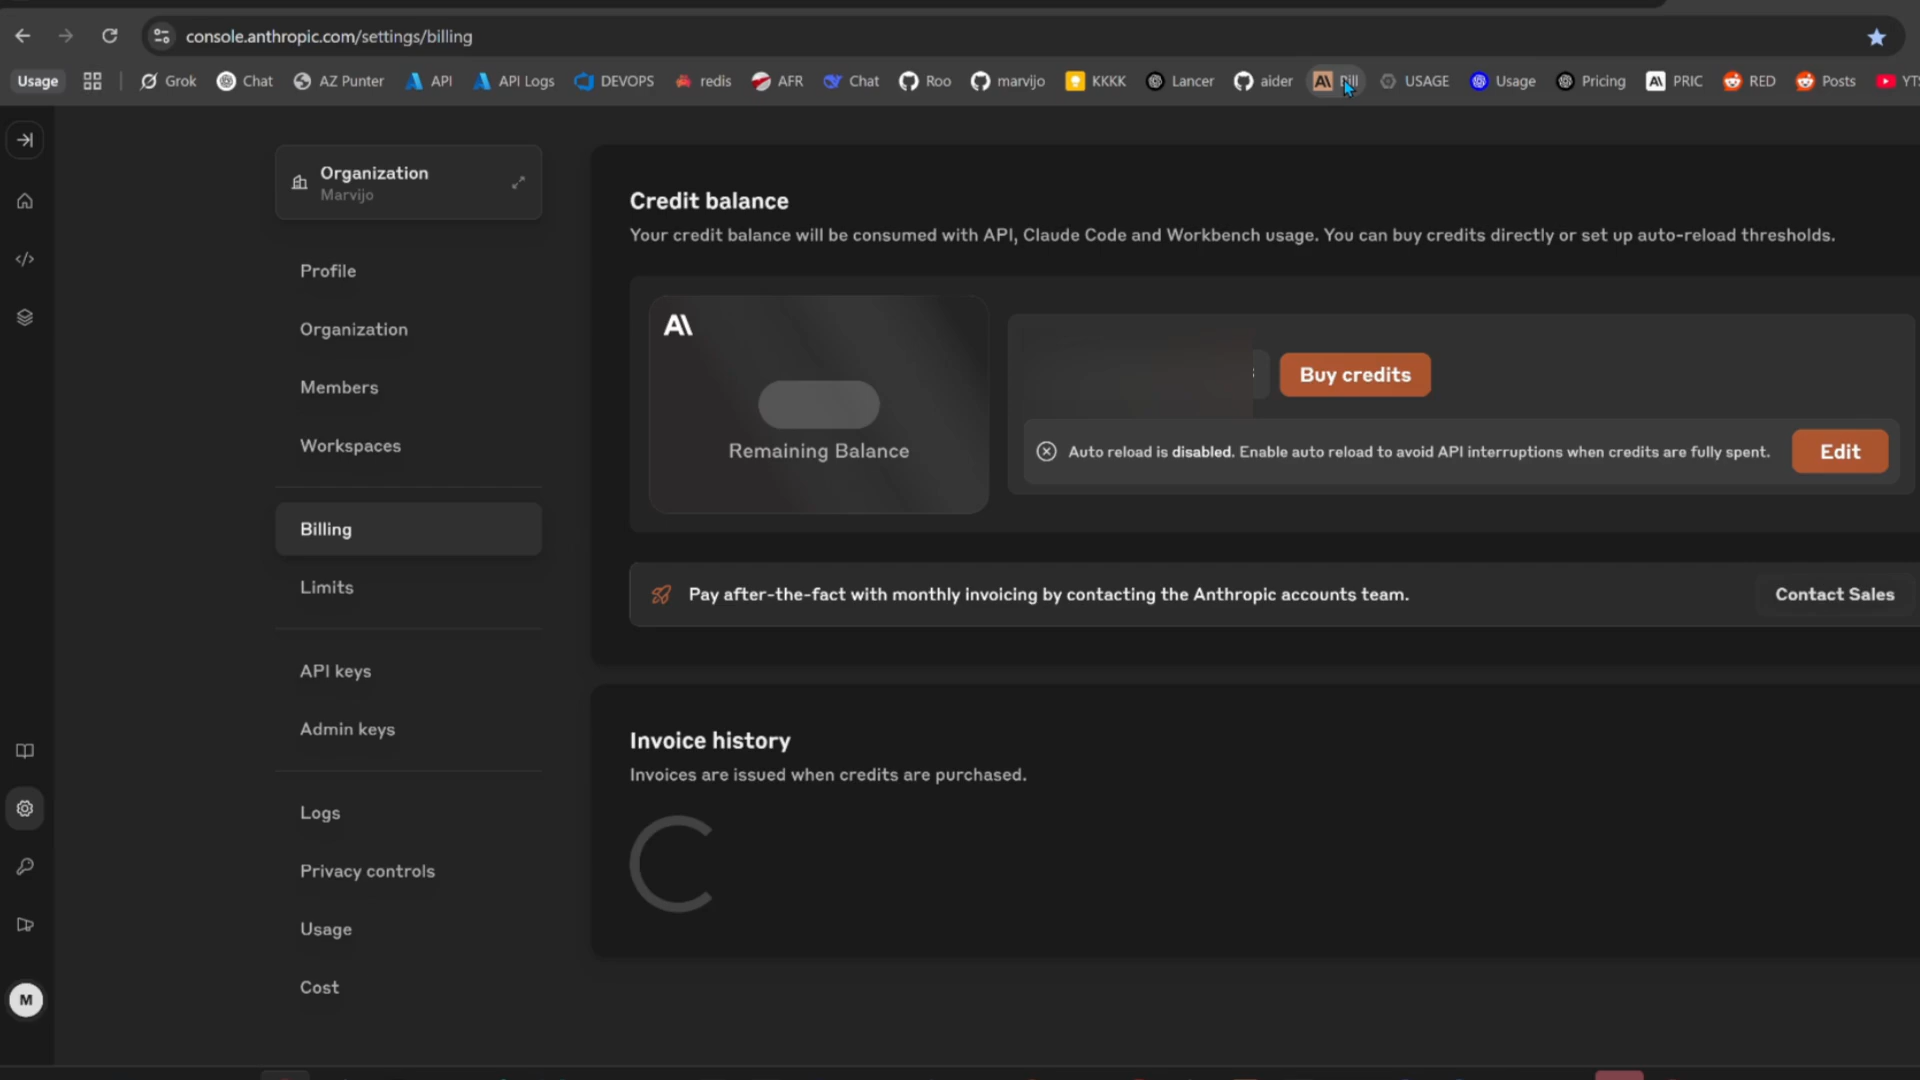 console.anthropic.com/settings/billing
Usage Grok Chat AZ Punter API API Logs DEVOPS redis AFR Chat Roo marvijo KKKK Lancer aider Bill USAGE Usage Pricing PRIC RED Posts
Organization
Marvijo
Profile
Organization
Members
Workspaces
Billing
Limits
API keys
Admin keys
Logs
Privacy controls
Usage
Cost
M
Credit balance
Your credit balance will be consumed with API, Claude Code and Workbench usage. You can buy credits directly or set up auto-reload thresholds.
A\
Remaining Balance
Buy credits
Auto reload is disabled. Enable auto reload to avoid API interruptions when credits are fully spent.
Edit
Pay after-the-fact with monthly invoicing by contacting the Anthropic accounts team.
Contact Sales
Invoice history
Invoices are issued when credits are purchased.